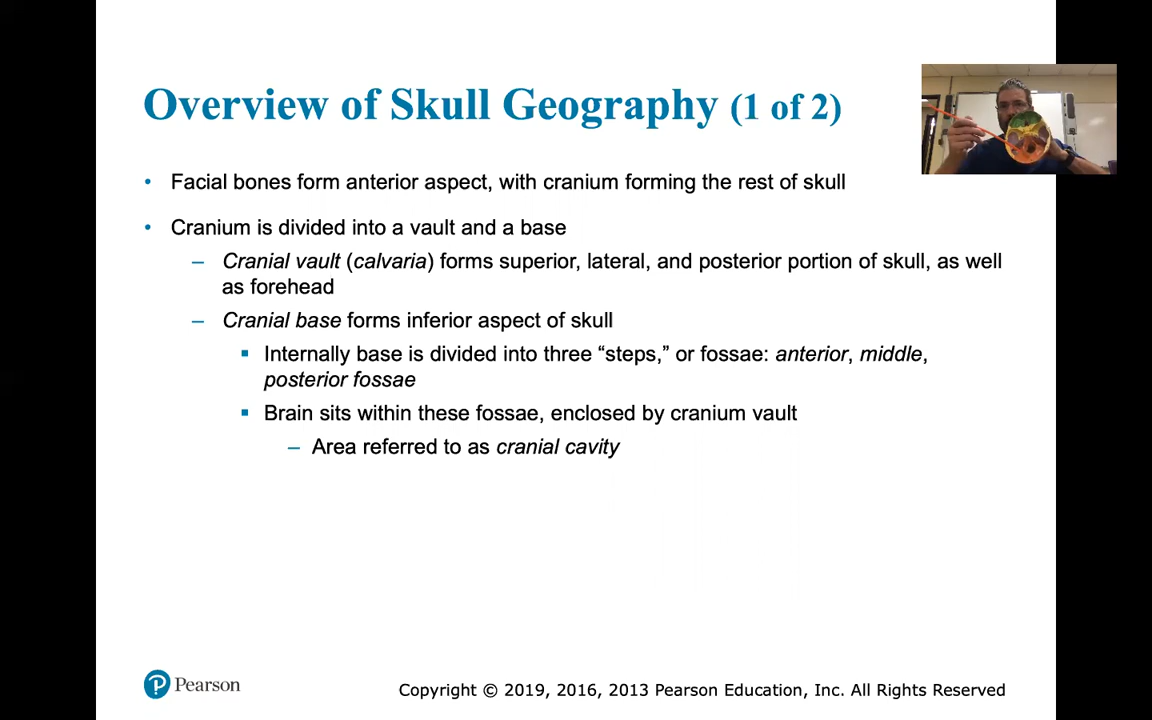 Overview of Skull Geography (1 of 2)
• Facial bones form anterior aspect, with cranium forming the rest of skull
• Cranium is divided into a vault and a base
– Cranial vault (calvaria) forms superior, lateral, and posterior portion of skull, as well
as forehead
– Cranial base forms inferior aspect of skull
▪ Internally base is divided into three “steps,” or fossae: anterior, middle,
posterior fossae
▪ Brain sits within these fossae, enclosed by cranium vault
– Area referred to as cranial cavity
P Pearson
Copyright © 2019, 2016, 2013 Pearson Education, Inc. All Rights Reserved